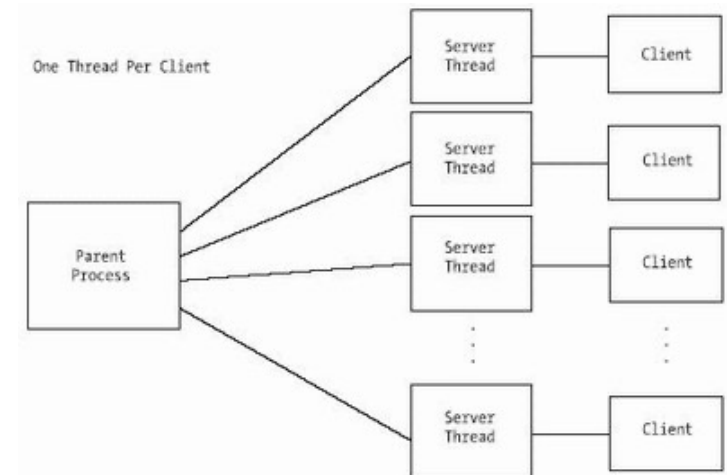 One Thread Per Client
Server
Thread
Client
Server
Thread
Client
Parent
Process
Server
Thread
Client
Server
Thread
Client